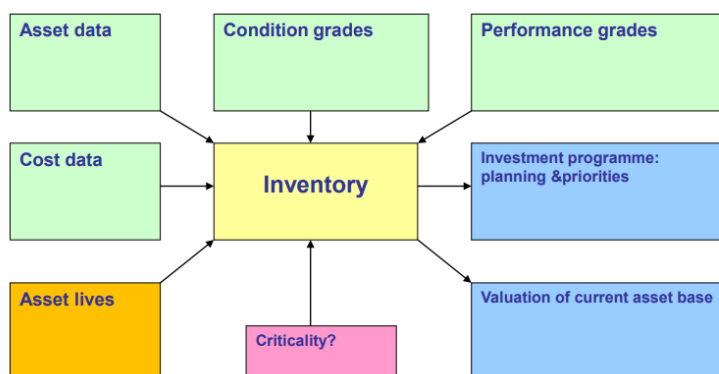 Asset data
Condition grades
Performance grades
Cost data
Inventory
Investment programme:
planning &priorities
Asset lives
Criticality?
Valuation of current asset base